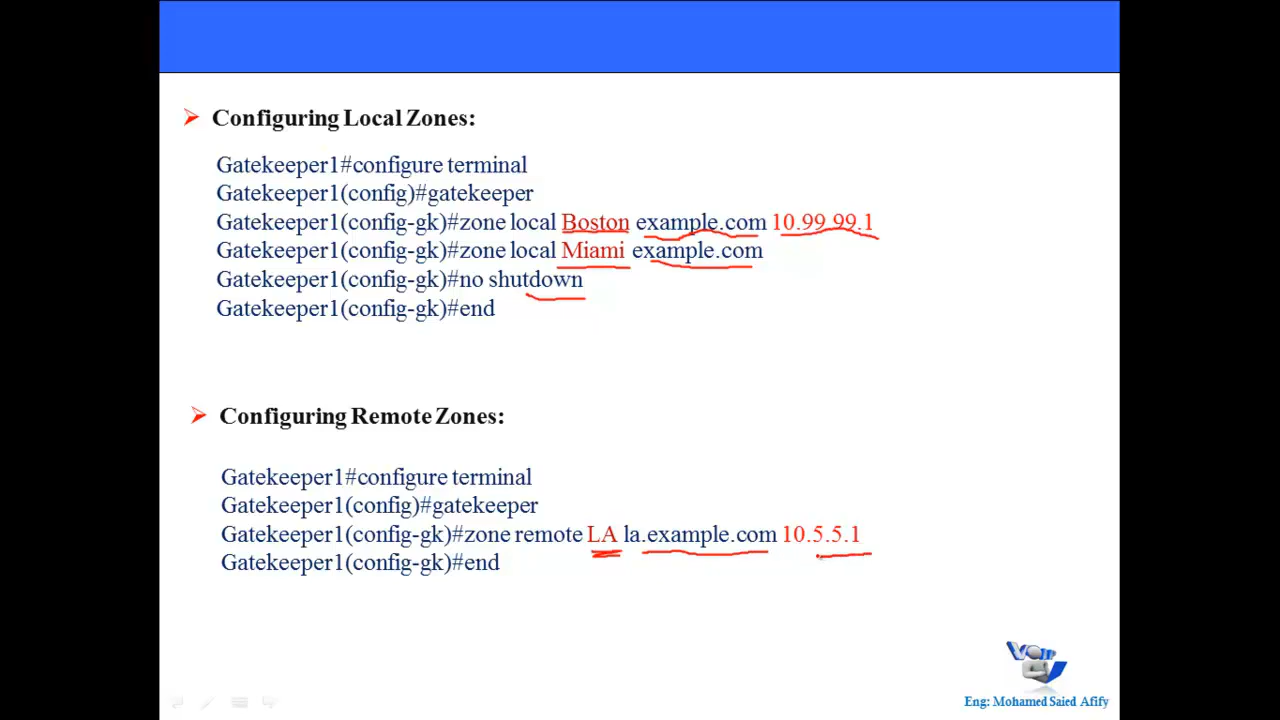 Configuring Local Zones:
Gatekeeper1#configure terminal
Gatekeeper1(config)#gatekeeper
Gatekeeper1(config-gk)#zone local Boston example.com 10.99.99.1
Gatekeeper1(config-gk)#zone local Miami example.com
Gatekeeper1(config-gk)#no shutdown
Gatekeeper1(config-gk)#end
Configuring Remote Zones:
Gatekeeper1#configure terminal
Gatekeeper1(config)#gatekeeper
Gatekeeper1(config-gk)#zone remote LA la.example.com 10.5.5.1
Gatekeeper1(config-gk)#end
Eng: Mohamed Saied Afify